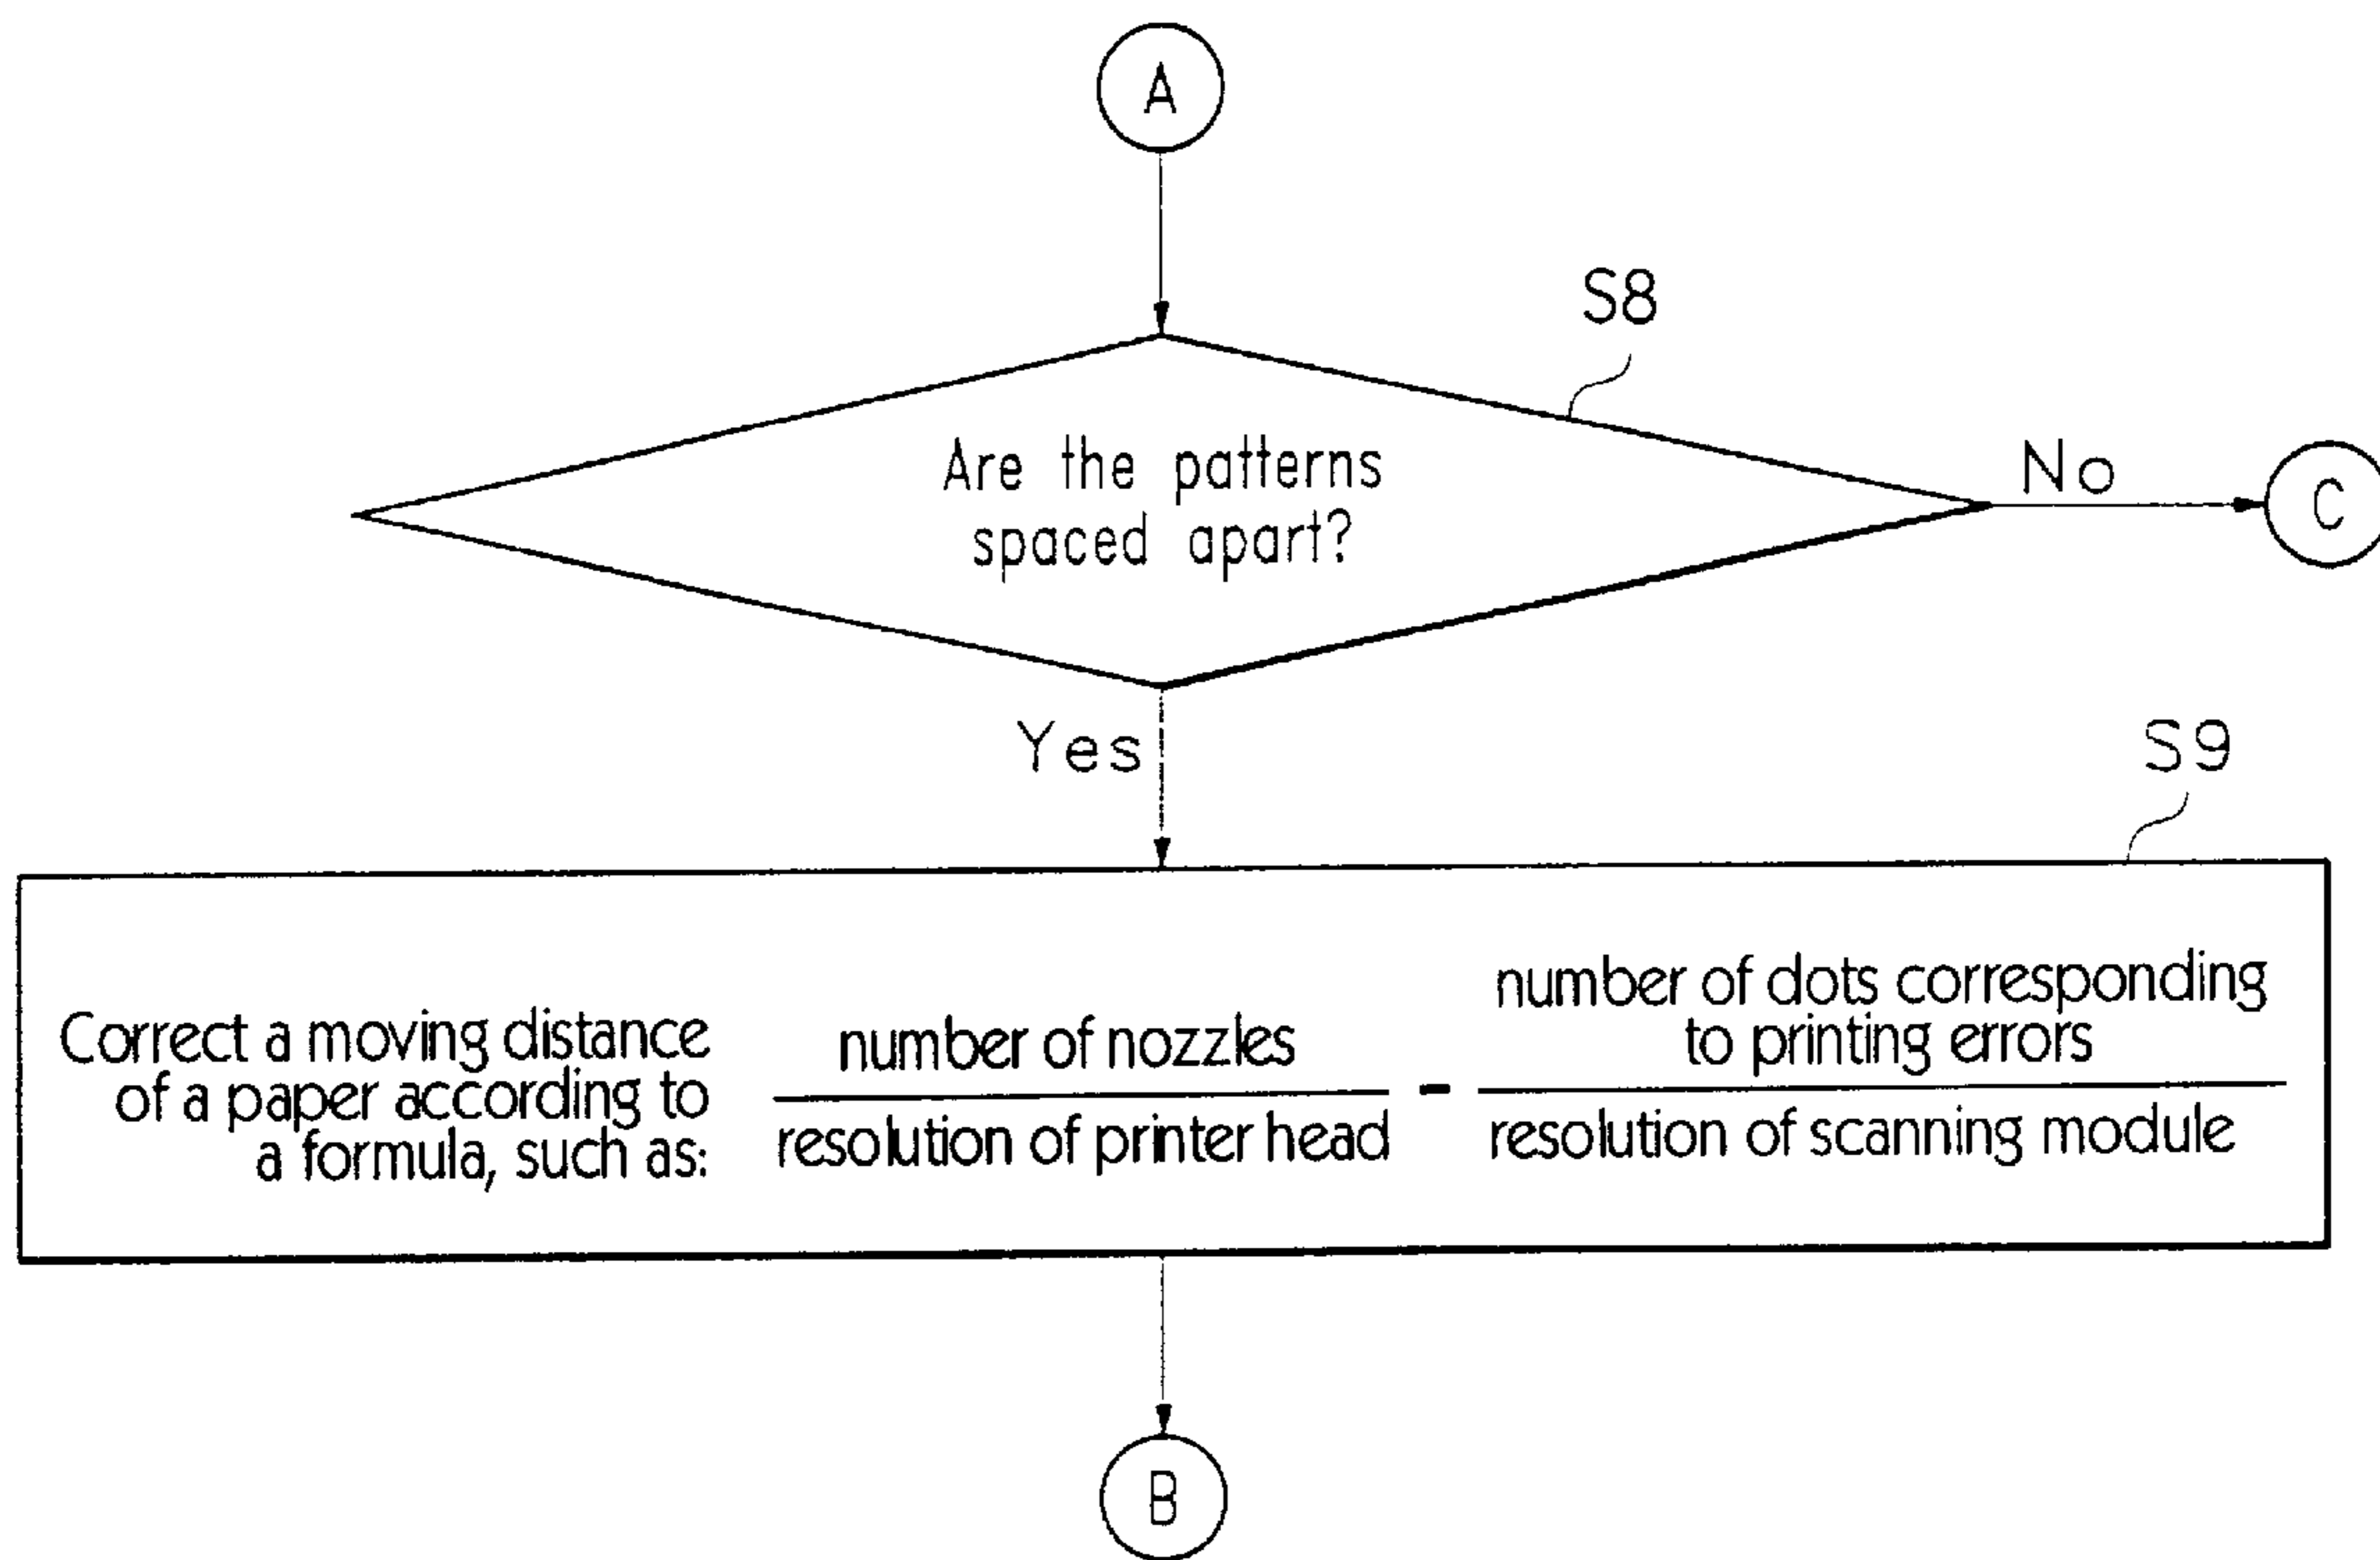 A
S8
Are the patterns
spaced apart?
No
C
Yes
S9
Correct a moving distance
of a paper according to
a formula, such as:
number of nozzles
resolution of printer head
-
number of dots corresponding
to printing errors
resolution of scanning module
B